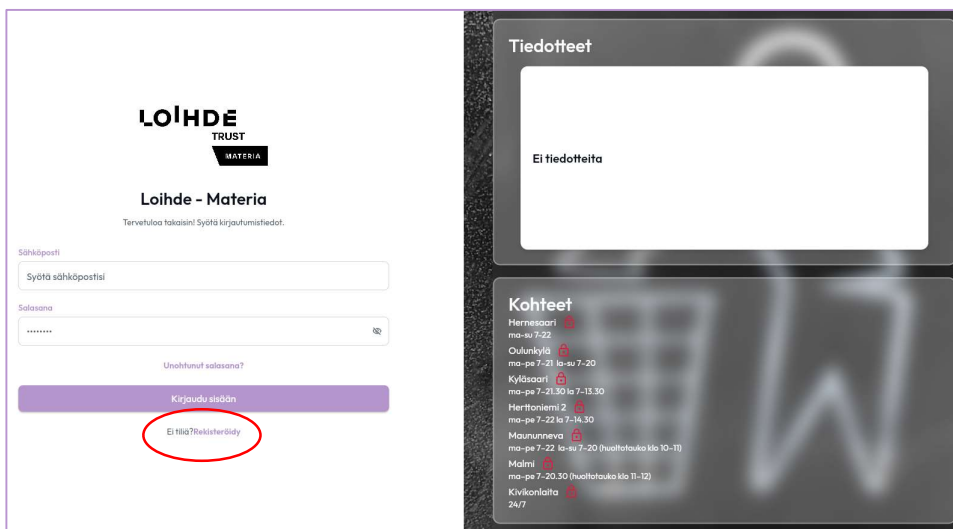 LOIHDE
TRUST
MATERIA
Loihde - Materia
Tervetuloa takaisin! Syötä kirjautumistiedot.
Sähköposti
Syötä sähköpostisi
Salasana
••••••••
Unohtunut salasana?
Kirjaudu sisään
Ei tiliä?Rekisteröidy
Tiedotteet
Ei tiedotteita
Kohteet
Hernesaari
ma-su 7-22
Oulunkylä
ma-pe 7-21 la-su 7-20
Kyläsaari
ma-pe 7-21.30 la 7-13.30
Herttoniemi 2
ma-pe 7-22 la 7-14.30
Maununneva
ma-pe 7-22 la-su 7-20 (huoltotauko klo 10-11)
Malmi
ma-pe 7-20.30 (huoltotauko klo 11-12)
Kivikonlaita
24/7